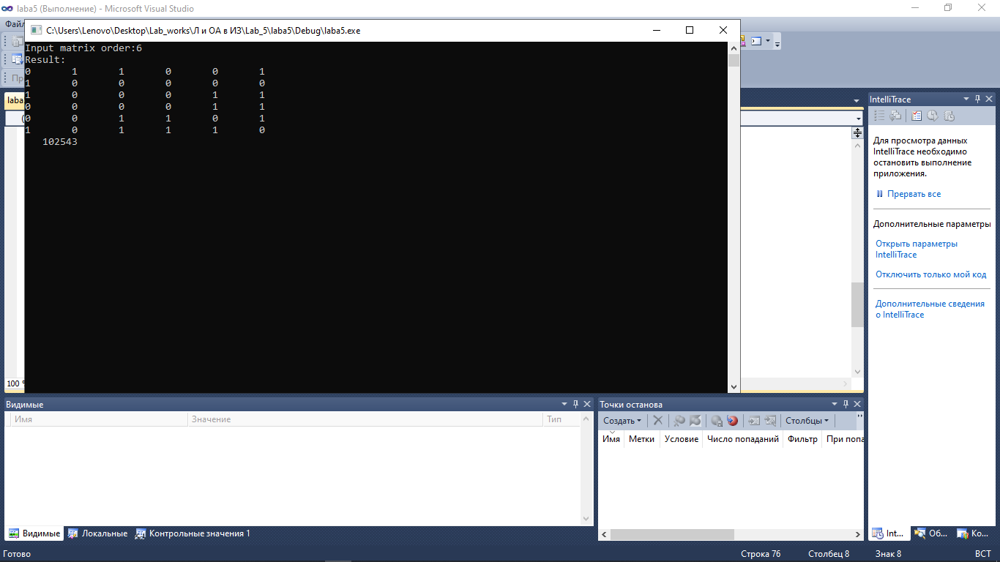 laba5 (Выполнение) - Microsoft Visual Studio
Файл
C:\Users\Lenovo\Desktop\Lab_works\Л и ОА в ИЗ\Lab_5\laba5\Debug\laba5.exe
Input matrix order:6
Result:
0 1 1 0 0 1
1 0 0 0 0 0
1 0 0 0 1 1
0 0 0 0 1 1
0 0 1 1 0 1
1 0 1 1 1 0
102543
Пр
laba
100 %
IntelliTrace
Для просмотра данных
IntelliTrace необходимо
остановить выполнение
приложения.
Прервать все
Дополнительные параметры
Открыть параметры
IntelliTrace
Отключить только мой код
Дополнительные сведения
о IntelliTrace
Видимые
Имя Значение Тип
Точки останова
Создать Столбцы
Имя Метки Условие Число попаданий Фильтр При попа
Видимые Локальные Контрольные значения 1
Int... Об... Ко...
Готово Строка 76 Столбец 8 Знак 8 ВСТ